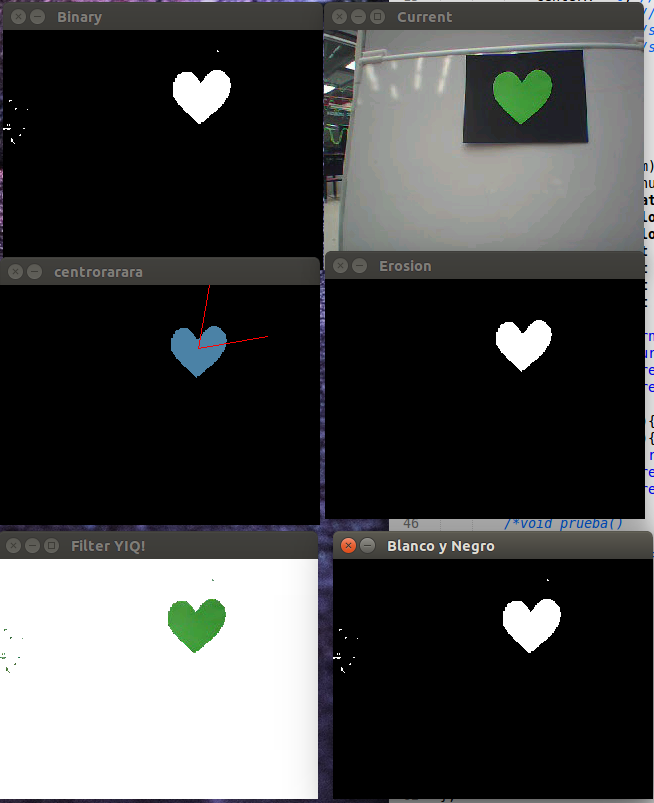 Binary
Current
centrorarara
Erosion
46 /*void prueba()
Filter YIQ!
Blanco y Negro